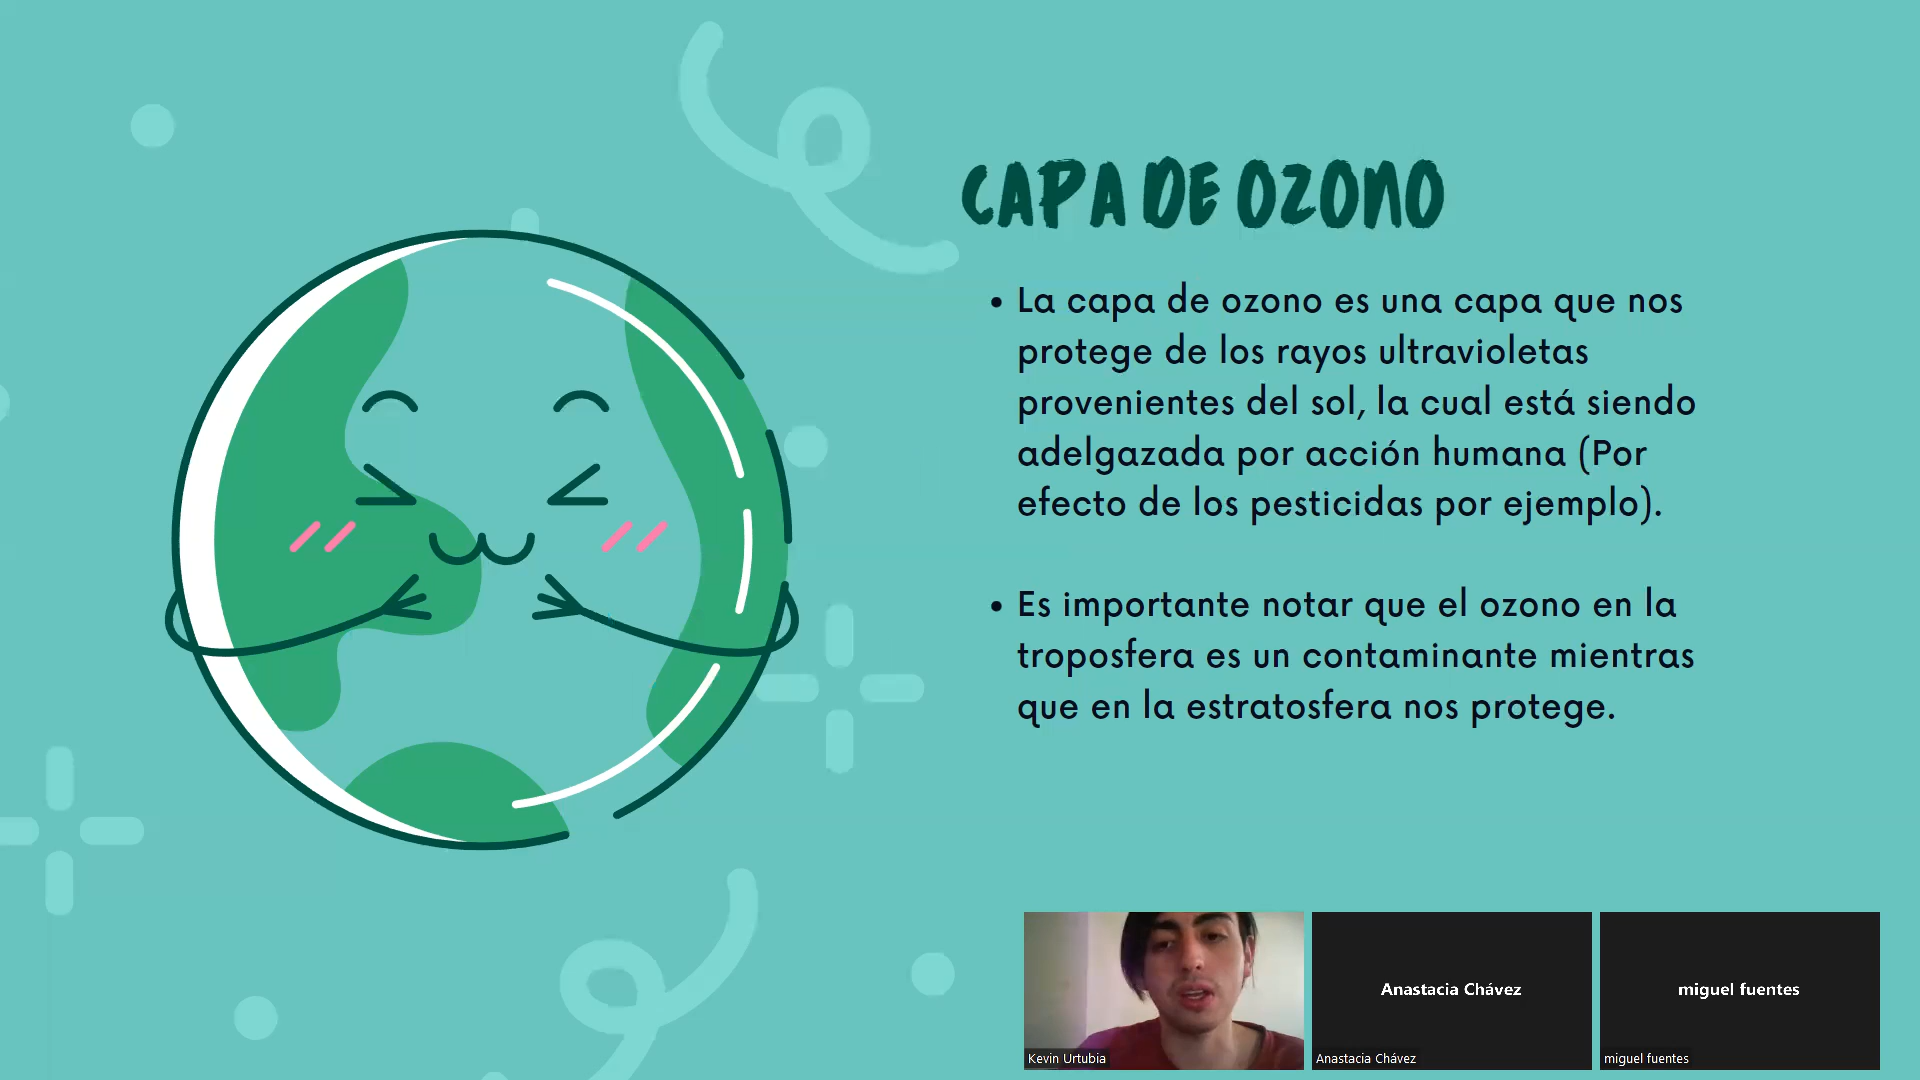 CAPA DE OZONO
• La capa de ozono es una capa que nos
protege de los rayos ultravioletas
provenientes del sol, la cual está siendo
adelgazada por acción humana (Por
efecto de los pesticidas por ejemplo).
• Es importante notar que el ozono en la
troposfera es un contaminante mientras
que en la estratosfera nos protege.
Anastacia Chávez
miguel fuentes
Kevin Urtubia
Anastacia Chávez
miguel fuentes